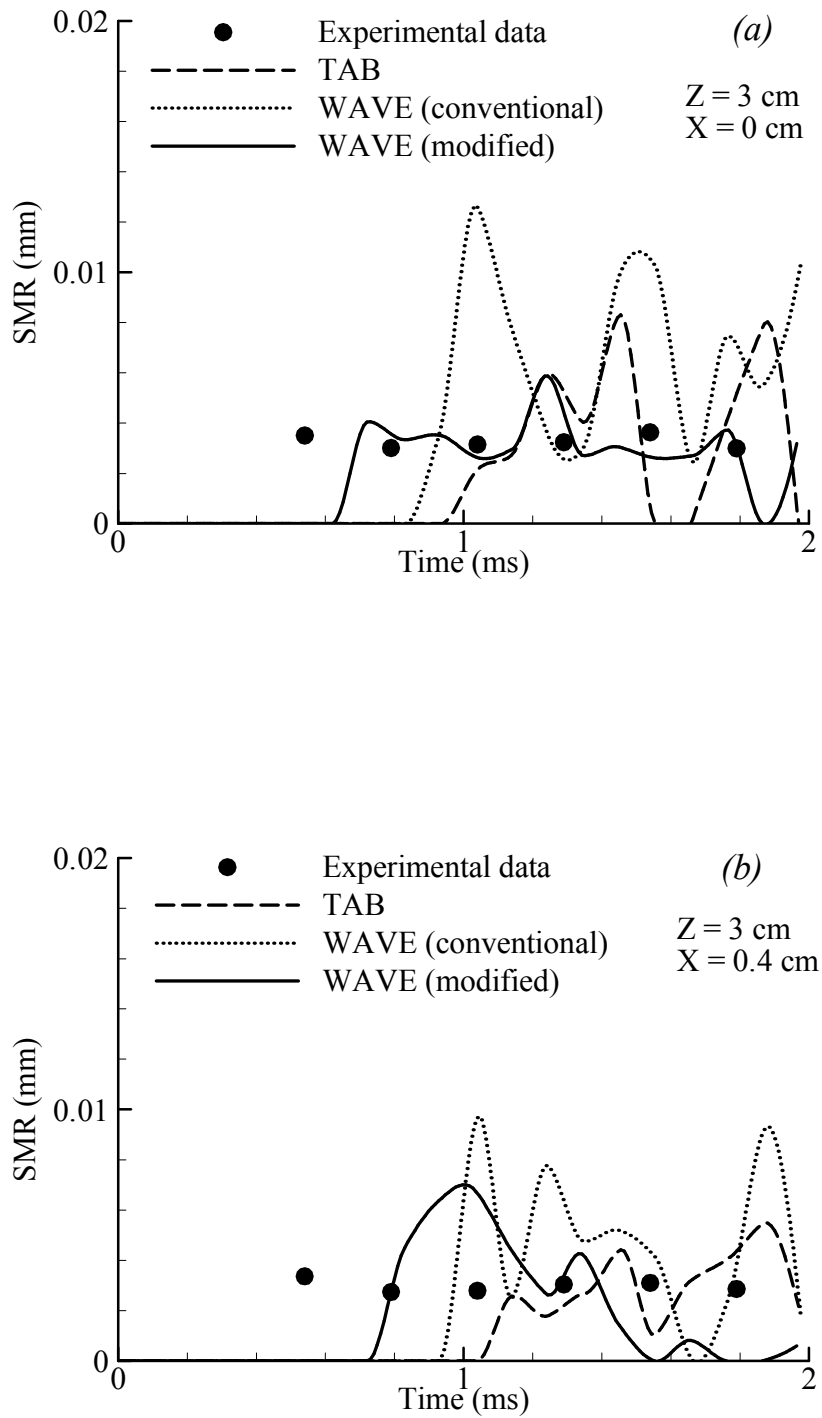 0.02
Experimental data
(a)
TAB
WAVE (conventional)
Z = 3 cm
WAVE (modified)
X = 0 cm
SMR (mm)
0.01
0
0
1
2
Time (ms)
0.02
Experimental data
(b)
TAB
WAVE (conventional)
Z = 3 cm
WAVE (modified)
X = 0.4 cm
SMR (mm)
0.01
0
0
1
2
Time (ms)